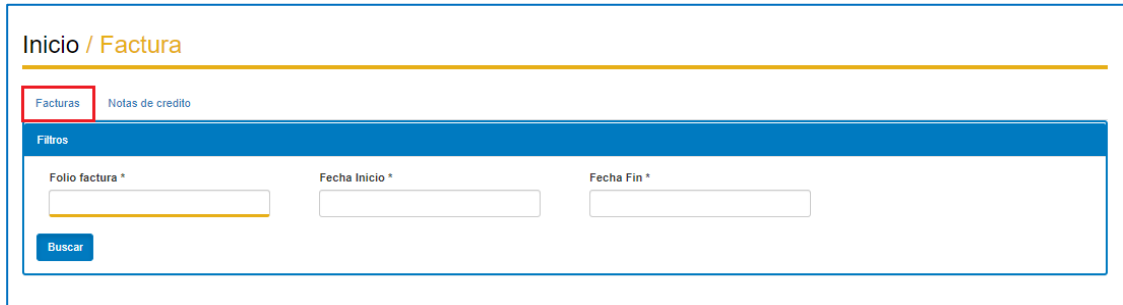 Inicio / Factura
Facturas Notas de credito
Filtros
Folio factura * Fecha Inicio * Fecha Fin *
Buscar